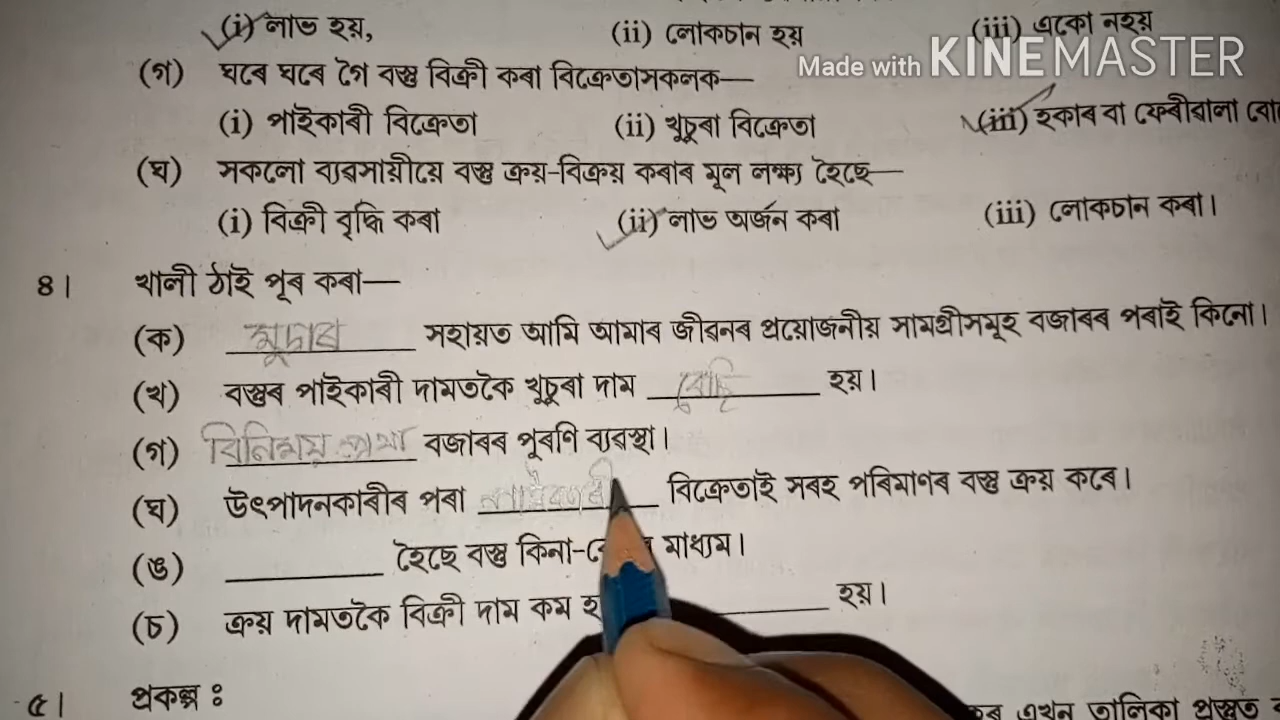 (i) লাভ হয়, (ii) লোকচান হয় (iii) একো নহয়
Made with KINEMASTER
(গ) ঘৰে ঘৰে গৈ বস্তু বিক্ৰী কৰা বিক্ৰেতাসকলক—
(i) পাইকাৰী বিক্ৰেতা (ii) খুচুৰা বিক্ৰেতা (iii) হকাৰ বা ফেৰীৱালা
(ঘ) সকলো ব্যৱসায়ীয়ে বস্তু ক্ৰয়-বিক্ৰয় কৰাৰ মূল লক্ষ্য হৈছে—
(i) বিক্ৰী বৃদ্ধি কৰা (ii) লাভ অৰ্জন কৰা (iii) লোকচান কৰা।
৪। খালী ঠাই পূৰ কৰা—
(ক) মুদ্ৰাৰ সহায়ত আমি আমাৰ জীৱনৰ প্ৰয়োজনীয় সামগ্ৰীসমূহ বজাৰৰ পৰাই কিনো।
(খ) বস্তুৰ পাইকাৰী দামতকৈ খুচুৰা দাম বেছি হয়।
(গ) বিনিময় প্ৰথা বজাৰৰ পূৰণি ব্যৱস্থা।
(ঘ) উৎপাদনকাৰীৰ পৰা বিক্ৰেতাই সৰহ পৰিমাণৰ বস্তু ক্ৰয় কৰে।
(ঙ) হৈছে বস্তু কিনা- মাধ্যম।
(চ) ক্ৰয় দামতকৈ বিক্ৰী দাম কম হয়।
৫। প্ৰকল্প : এখন তালিকা প্ৰস্তুত